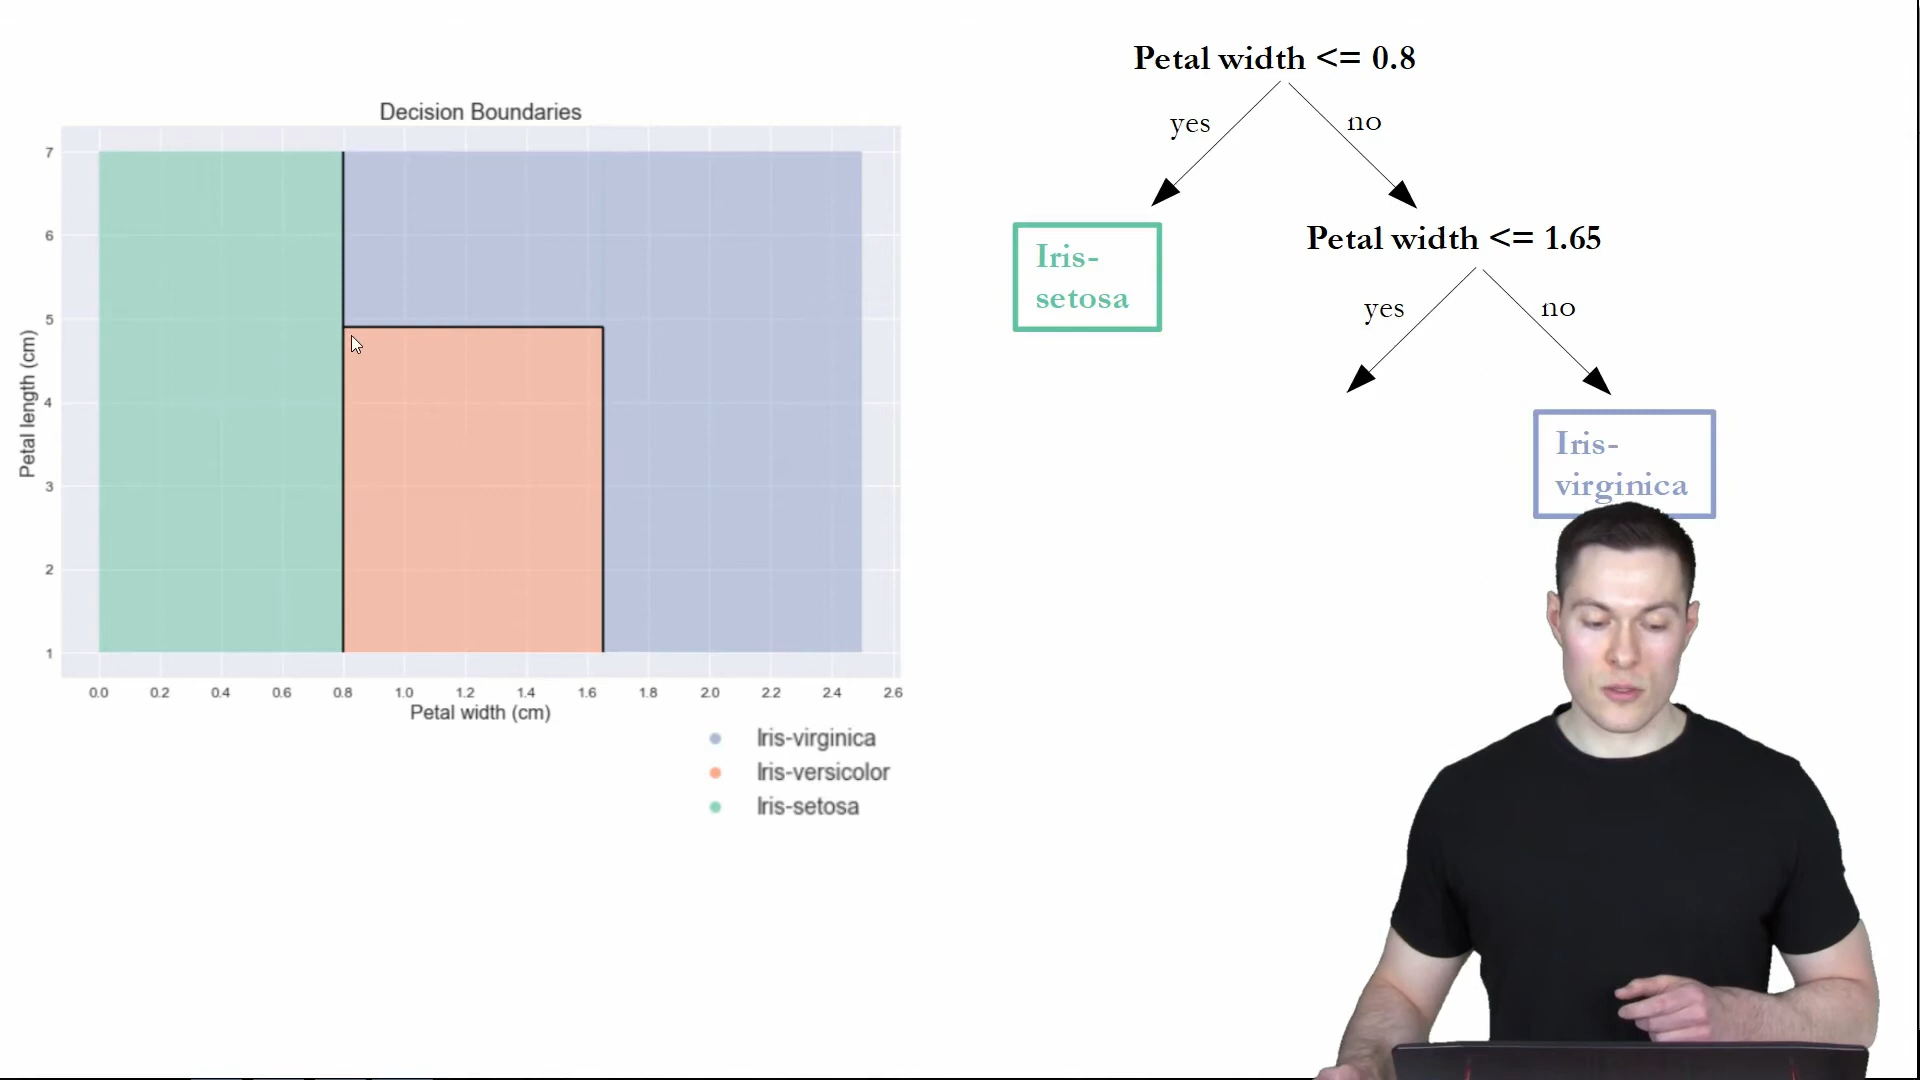 Decision Boundaries
7
6
5
4
3
2
1
Petal length (cm)
0.0 0.2 0.4 0.6 0.8 1.0 1.2 1.4 1.6 1.8 2.0 2.2 2.4 2.6
Petal width (cm)
Iris-virginica
Iris-versicolor
Iris-setosa
Petal width <= 0.8
yes no
Iris-
setosa
Petal width <= 1.65
yes no
Iris-
virginica